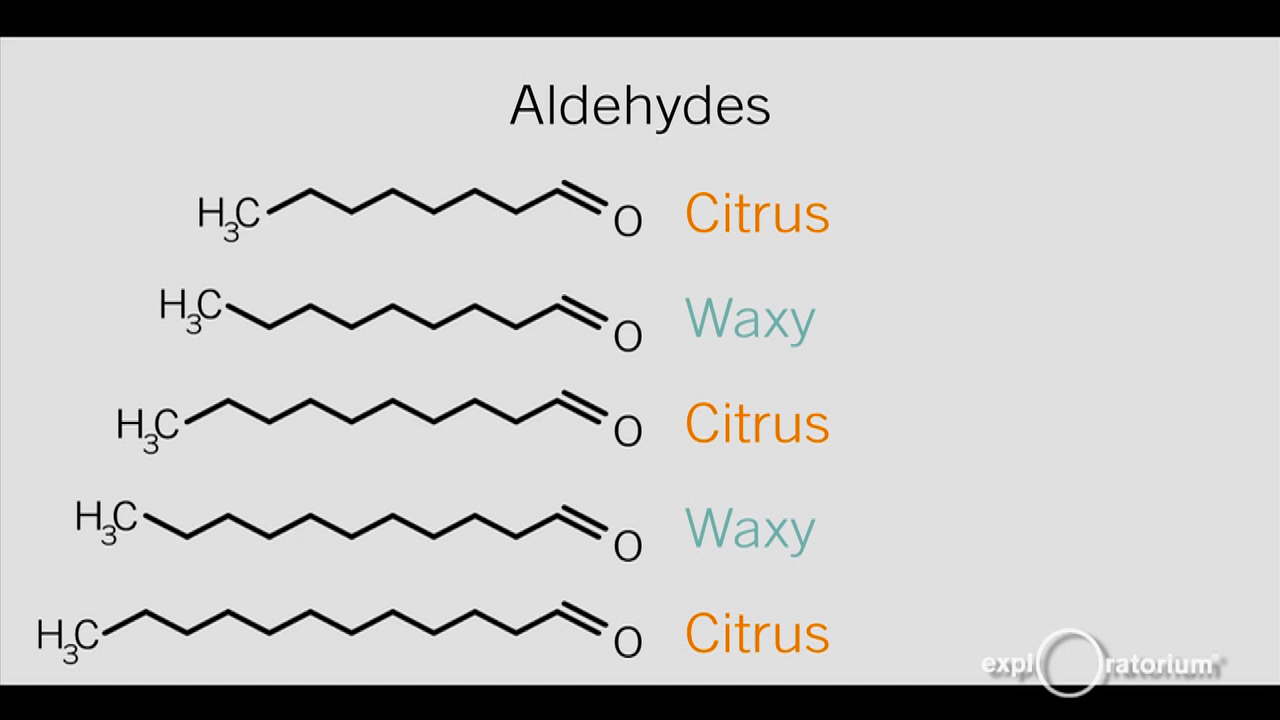 Aldehydes
H3C O Citrus
H3C O Waxy
H3C O Citrus
H3C O Waxy
H3C O Citrus
exploratorium®